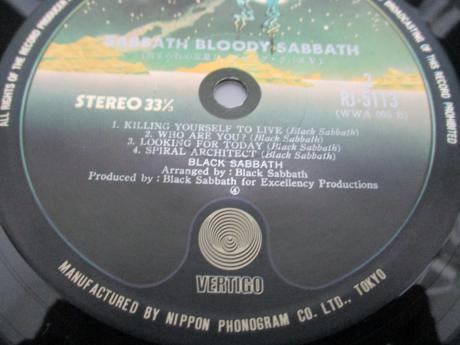 ALL RIGHTS OF THE RECORD PRODUCER
BROADCASTING OF THIS RECORD PROHIBITED
SABBATH BLOODY SABBATH
STEREO 33⅓
2
RJ-5113
(WWA 005 B)
1. KILLING YOURSELF TO LIVE (Black Sabbath)
2. WHO ARE YOU? (Black Sabbath)
3. LOOKING FOR TODAY (Black Sabbath)
4. SPIRAL ARCHITECT (Black Sabbath)
BLACK SABBATH
Arranged by : Black Sabbath
Produced by : Black Sabbath for Excellency Productions
④
VERTIGO
MANUFACTURED BY NIPPON PHONOGRAM CO. LTD., TOKYO